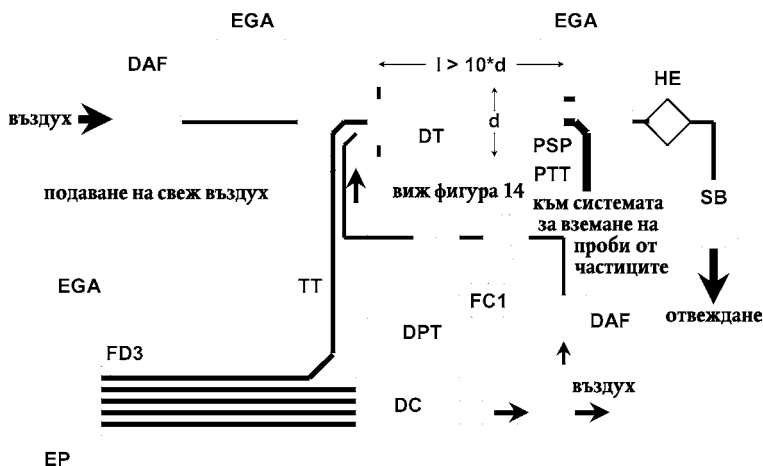 EGA EGA
DAF l > 10*d HE
въздух d DT PSP
PTT
подаване на свеж въздух виж фигура 14 SB
към системата
за вземане на
проби от
частиците
EGA TT FC1 DAF отвеждане
DPT
FD3 въздух
DC
EP